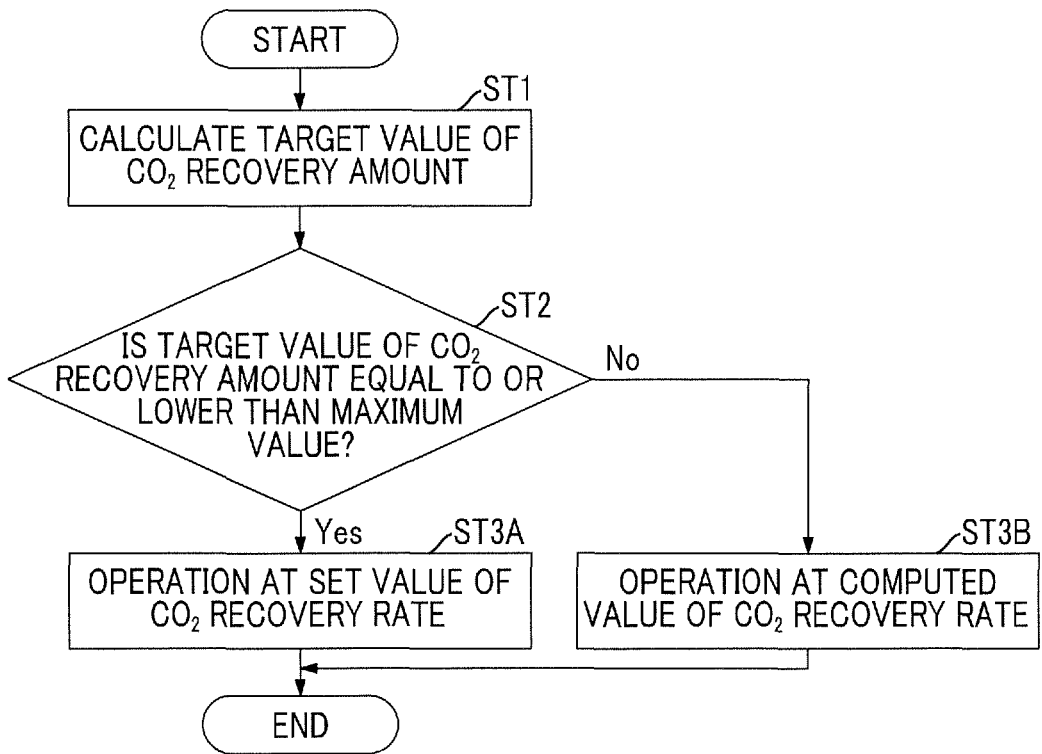 START
ST1
CALCULATE TARGET VALUE OF
CO₂ RECOVERY AMOUNT
ST2
IS TARGET VALUE OF CO₂
RECOVERY AMOUNT EQUAL TO OR
LOWER THAN MAXIMUM
VALUE?
No
Yes
ST3A
OPERATION AT SET VALUE OF
CO₂ RECOVERY RATE
ST3B
OPERATION AT COMPUTED
VALUE OF CO₂ RECOVERY RATE
END